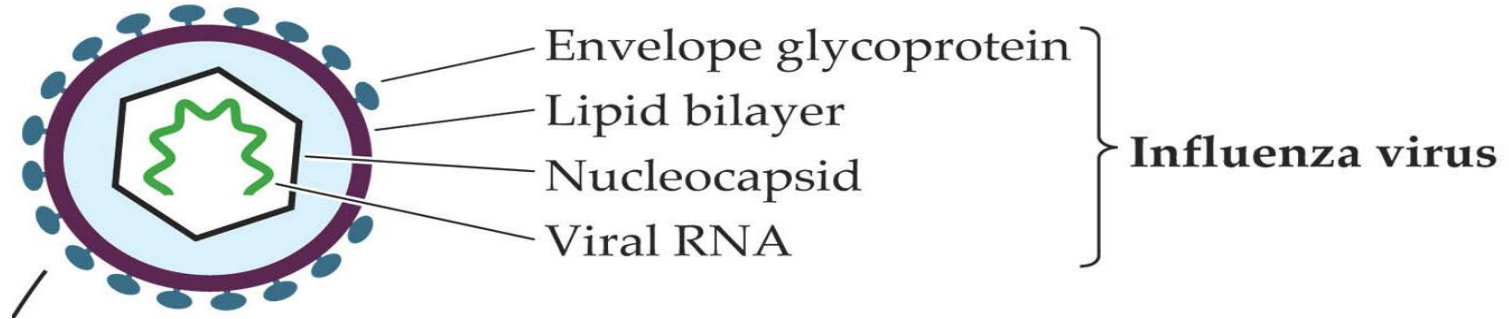 Envelope glycoprotein
Lipid bilayer
Nucleocapsid
Viral RNA
Influenza virus